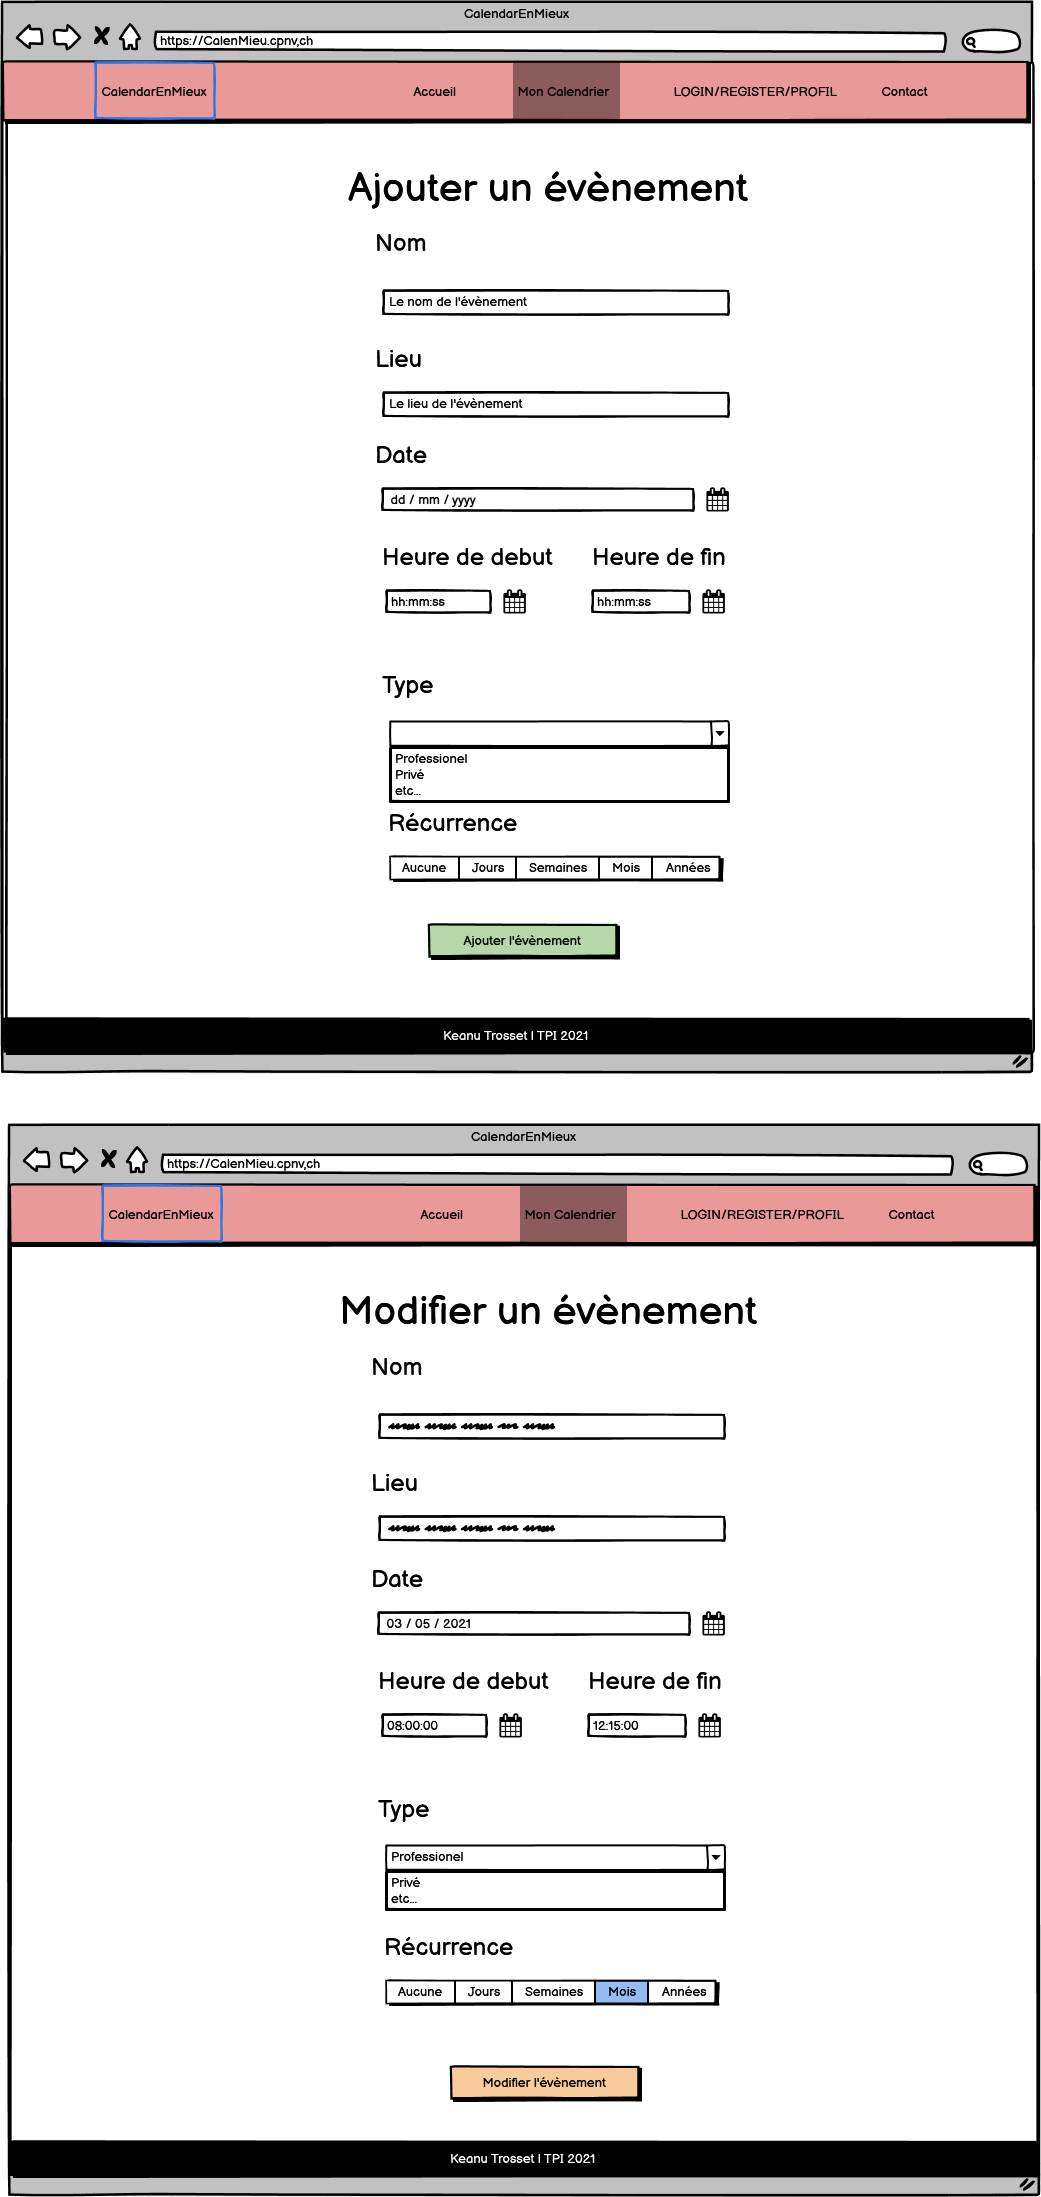 CalendarEnMieux
https://CalenMieu.cpnv,ch
CalendarEnMieux Accueil Mon Calendrier LOGIN/REGISTER/PROFIL Contact
Ajouter un évènement
Nom
Le nom de l'évènement
Lieu
Le lieu de l'évènement
Date
dd / mm / yyyy
Heure de debut Heure de fin
hh:mm:ss hh:mm:ss
Type
Professionel
Privé
etc...
Récurrence
Aucune Jours Semaines Mois Années
Ajouter l'évènement
Keanu Trosset | TPI 2021
CalendarEnMieux
https://CalenMieu.cpnv,ch
CalendarEnMieux Accueil Mon Calendrier LOGIN/REGISTER/PROFIL Contact
Modifier un évènement
Nom
Lieu
Date
03 / 05 / 2021
Heure de debut Heure de fin
08:00:00 12:15:00
Type
Professionel
Privé
etc...
Récurrence
Aucune Jours Semaines Mois Années
Modifier l'évènement
Keanu Trosset | TPI 2021